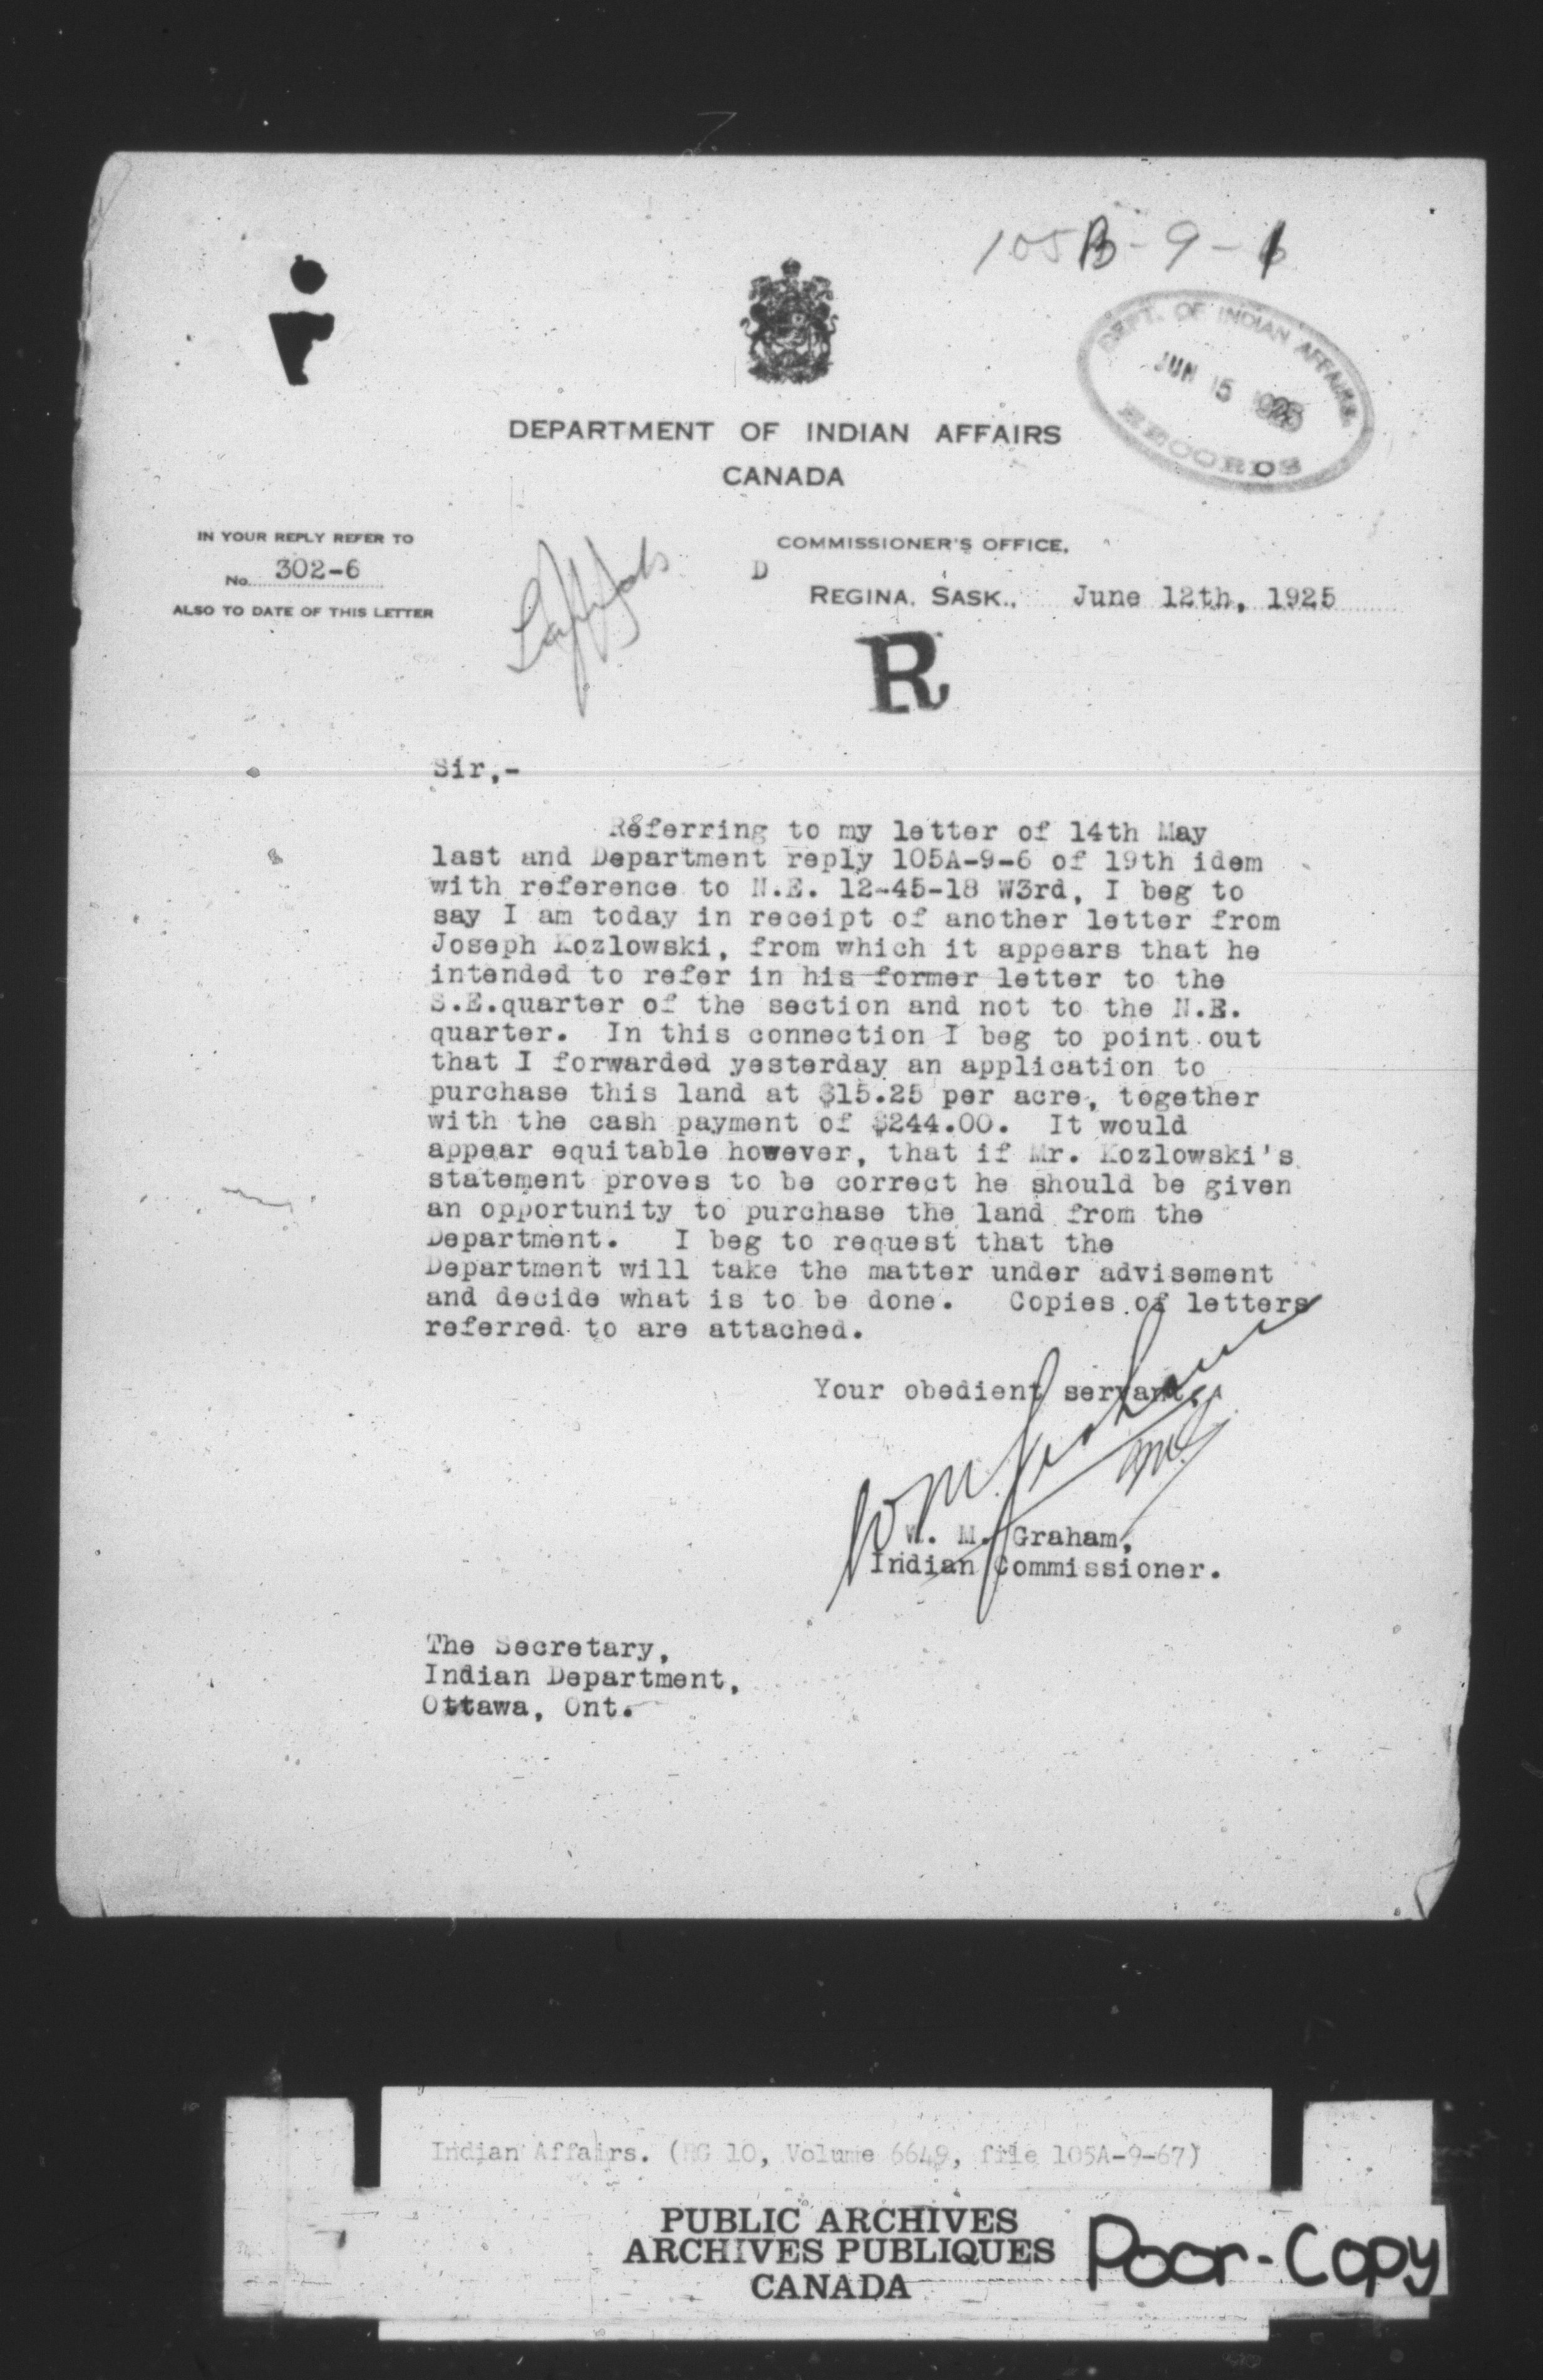 105B-9-
DEPT. OF INDIAN AFFAIRS.
JUN 15 1925
RECORDS
DEPARTMENT OF INDIAN AFFAIRS
CANADA
IN YOUR REPLY REFER TO
No. 302-6
ALSO TO DATE OF THIS LETTER
COMMISSIONER'S OFFICE,
D
REGINA, SASK., June 12th, 1925
R
Sir,-
Referring to my letter of 14th May
last and Department reply 105A-9-6 of 19th idem
with reference to N.E. 12-45-18 W3rd, I beg to
say I am today in receipt of another letter from
Joseph Kozlowski, from which it appears that he
intended to refer in his former letter to the
S.E.quarter of the section and not to the N.E.
quarter. In this connection I beg to point out
that I forwarded yesterday an application to
purchase this land at $15.25 per acre, together
with the cash payment of $244.00. It would
appear equitable however, that if Mr. Kozlowski's
statement proves to be correct he should be given
an opportunity to purchase the land from the
Department. I beg to request that the
Department will take the matter under advisement
and decide what is to be done. Copies of letters
referred to are attached.
Your obedient servant,
W M Graham
W. M. Graham,
Indian Commissioner.
The Secretary,
Indian Department,
Ottawa, Ont.
Indian Affairs. (RG 10, Volume 6649, file 105A-9-67)
PUBLIC ARCHIVES
ARCHIVES PUBLIQUES
CANADA
Poor-Copy